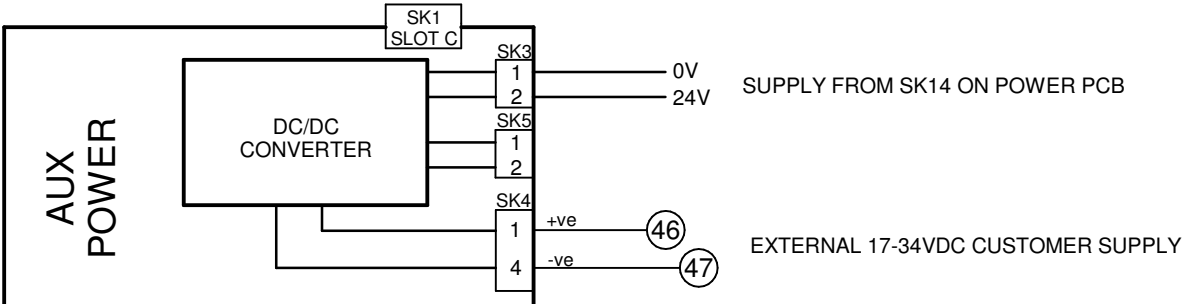 SK1
SLOT C
AUX
POWER
DC/DC
CONVERTER
SK3
1
2
0V
24V
SUPPLY FROM SK14 ON POWER PCB
SK5
1
2
SK4
1
4
+ve
-ve
46
47
EXTERNAL 17-34VDC CUSTOMER SUPPLY